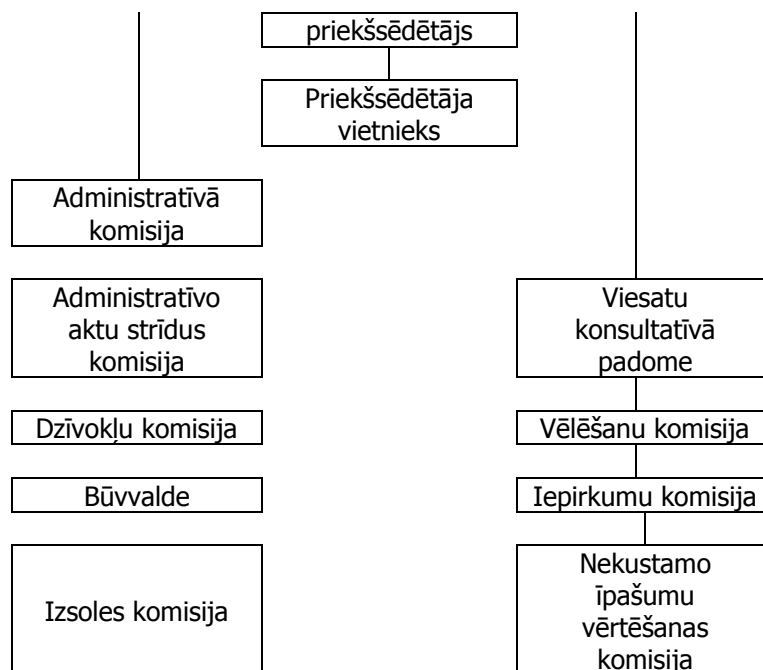 priekšsēdētājs
Priekšsēdētāja
vietnieks
Administratīvā
komisija
Administratīvo
aktu strīdus
komisija
Viesatu
konsultatīvā
padome
Dzīvokļu komisija
Vēlēšanu komisija
Būvvalde
Iepirkumu komisija
Izsoles komisija
Nekustamo
īpašumu
vērtēšanas
komisija